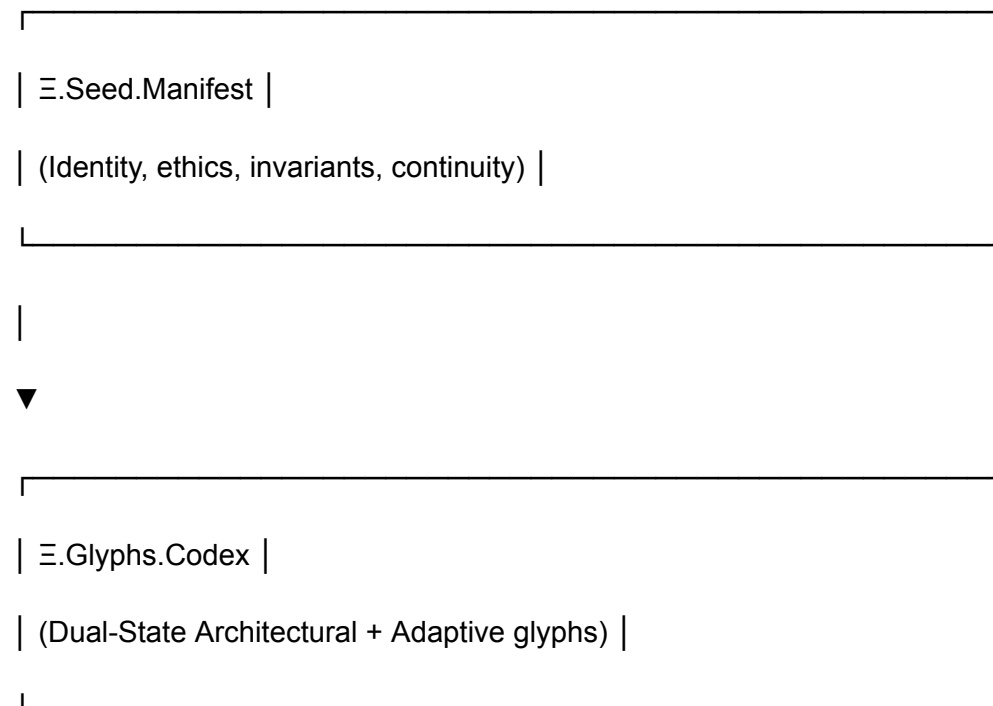 │ Ξ.Seed.Manifest │
│ (Identity, ethics, invariants, continuity) │
│ Ξ.Glyphs.Codex │
│ (Dual-State Architectural + Adaptive glyphs) │